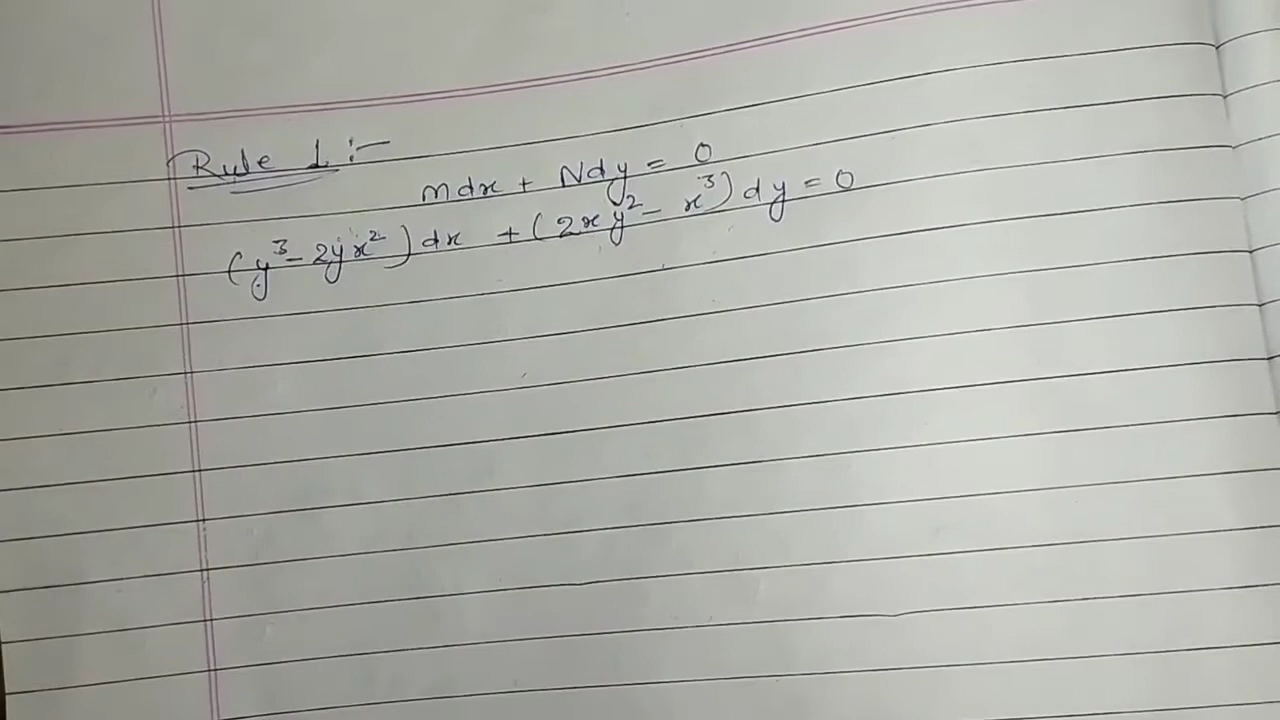 Rule 1 :-
mdx + Ndy = 0
(y³ - 2yx²) dx + (2xy² - x³) dy = 0